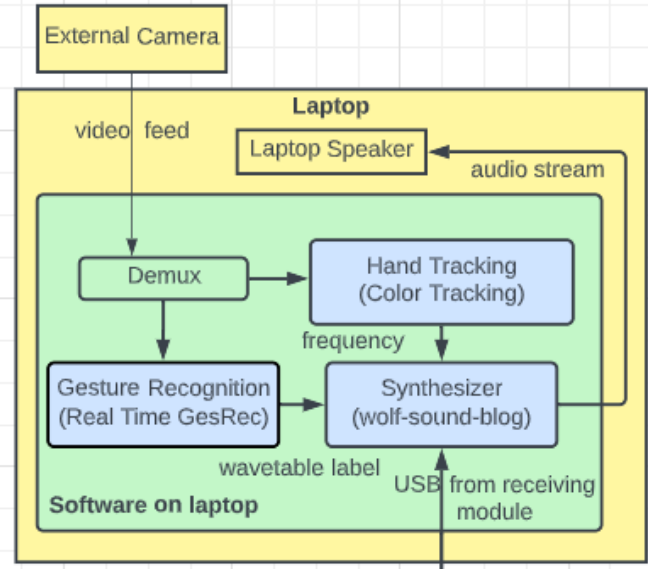 External Camera
Laptop
video feed
Laptop Speaker
audio stream
Demux
Hand Tracking
(Color Tracking)
frequency
Gesture Recognition
(Real Time GesRec)
Synthesizer
(wolf-sound-blog)
wavetable label
USB from receiving
module
Software on laptop